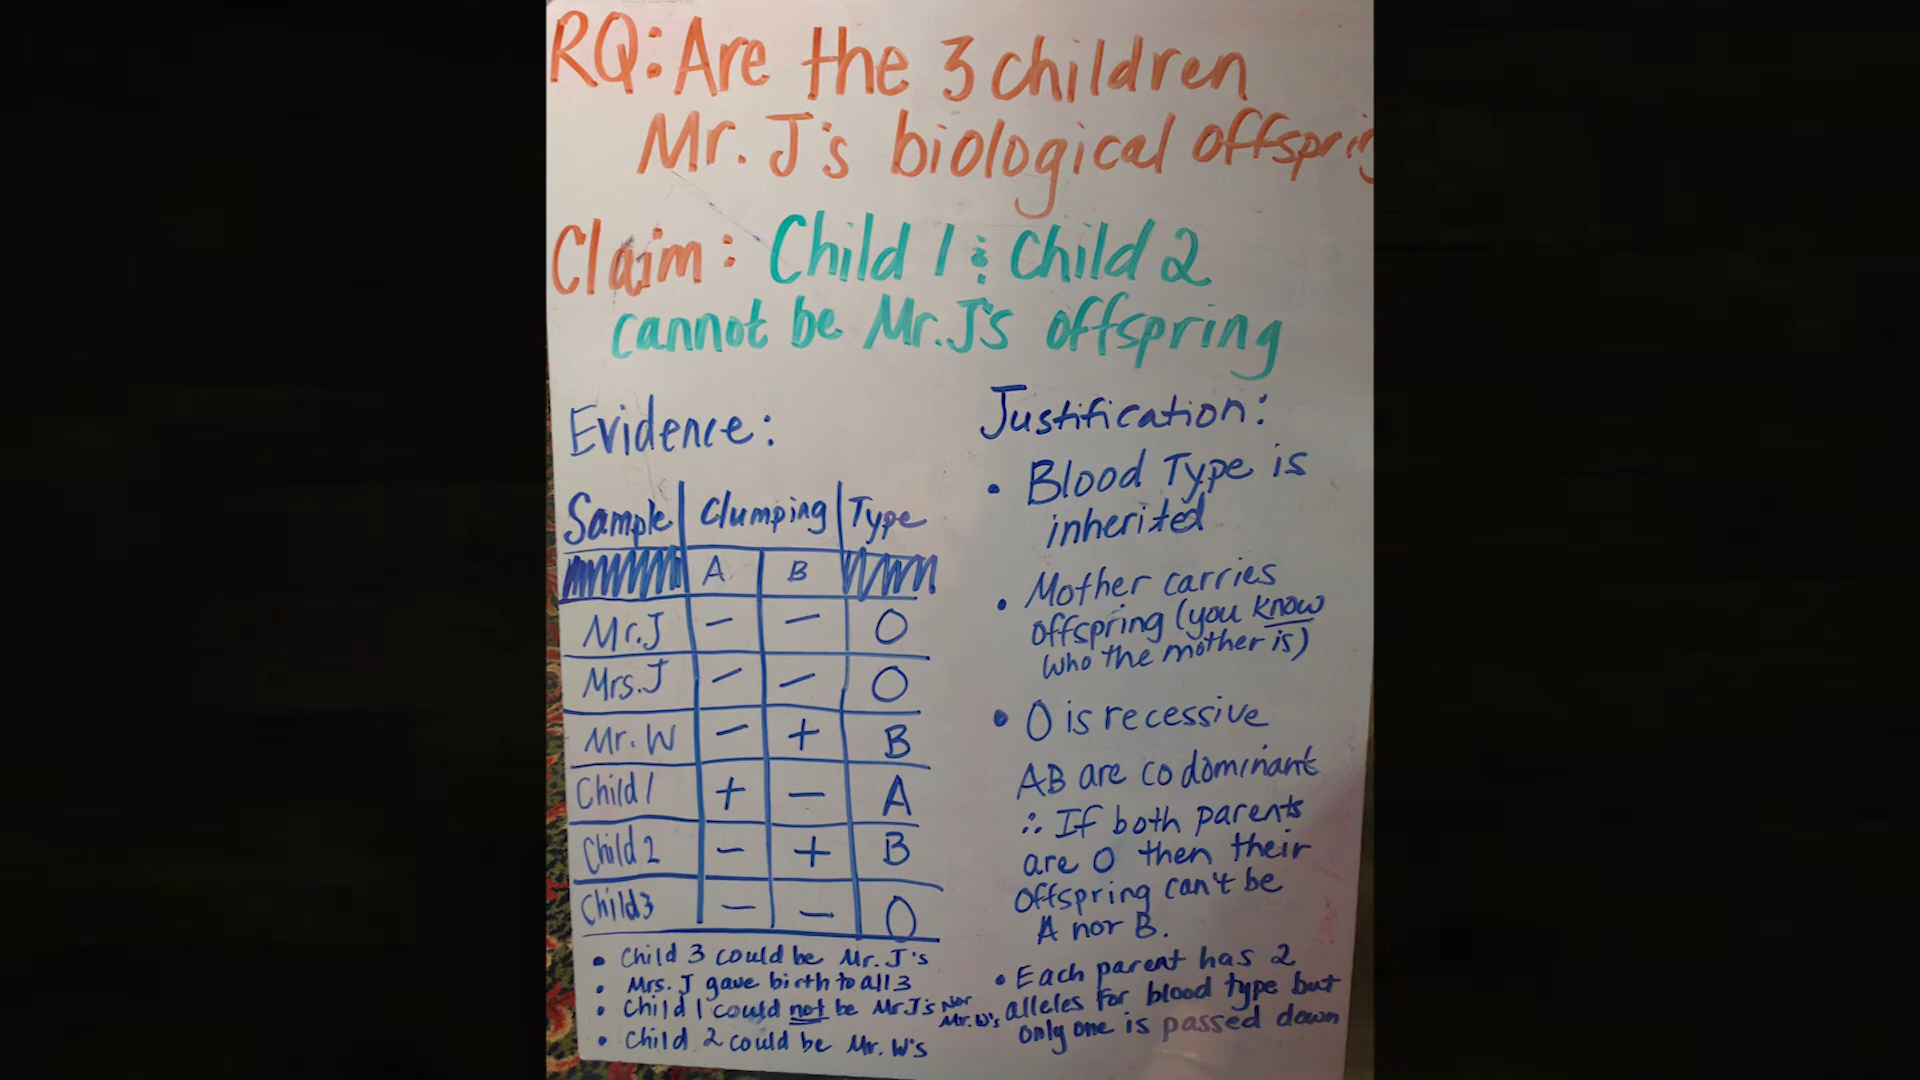 RQ: Are the 3 children
Mr. J's biological offsprin
Claim: Child 1 & Child 2
cannot be Mr. J's offspring
Evidence:
Sample Clumping Type
A B
Mr. J - - O
Mrs. J - - O
Mr. W - + B
Child 1 + - A
Child 2 - + B
Child 3 - - O
• Child 3 could be Mr. J's
• Mrs. J gave birth to all 3
• Child 1 could not be Mr J's Nor
Mr. W's
• Child 2 could be Mr. W's
Justification:
• Blood Type is
inherited
• Mother carries
offspring (you know
who the mother is)
• O is recessive
AB are codominant
∴ If both parents
are O then their
offspring can't be
A nor B.
• Each parent has 2
alleles for blood type but
only one is passed down